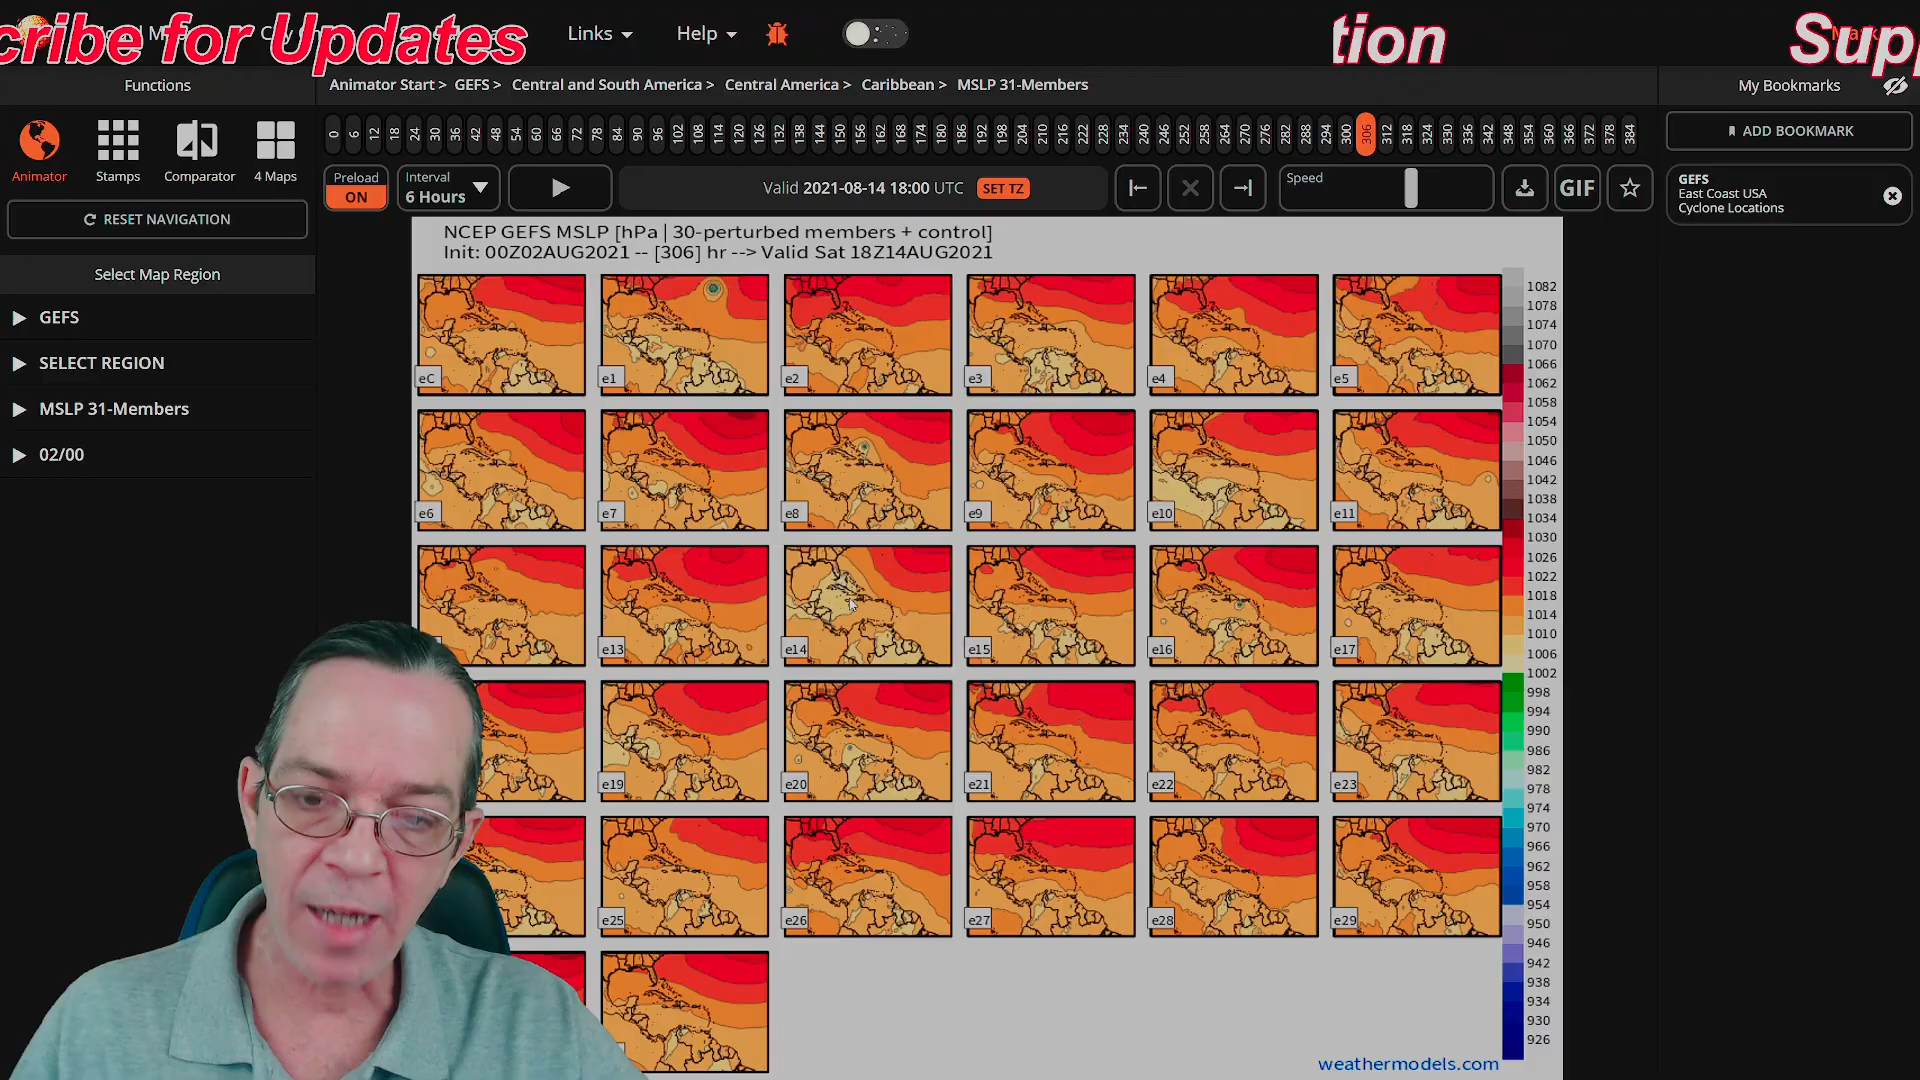 cribe for Updates
Links
Help
tion
Supp
Functions
Animator Start > GEFS > Central and South America > Central America > Caribbean > MSLP 31-Members
My Bookmarks
0 6 12 18 24 30 36 42 48 54 60 66 72 78 84 90 96 102 108 114 120 126 132 138 144 150 156 162 168 174 180 186 192 198 204 210 216 222 228 234 240 246 252 258 264 270 276 282 288 294 300 306 312 318 324 330 336 342 348 354 360 366 372 378 384
ADD BOOKMARK
Animator
Stamps
Comparator
4 Maps
Preload
ON
Interval
6 Hours
Valid 2021-08-14 18:00 UTC
SET TZ
Speed
GIF
GEFS
East Coast USA
Cyclone Locations
RESET NAVIGATION
Select Map Region
GEFS
SELECT REGION
MSLP 31-Members
02/00
NCEP GEFS MSLP [hPa | 30-perturbed members + control]
Init: 00Z02AUG2021 -- [306] hr --> Valid Sat 18Z14AUG2021
eC
e1
e2
e3
e4
e5
e6
e7
e8
e9
e10
e11
e13
e14
e15
e16
e17
e19
e20
e21
e22
e23
e25
e26
e27
e28
e29
1082
1078
1074
1070
1066
1062
1058
1054
1050
1046
1042
1038
1034
1030
1026
1022
1018
1014
1010
1006
1002
998
994
990
986
982
978
974
970
966
962
958
954
950
946
942
938
934
930
926
weathermodels.com